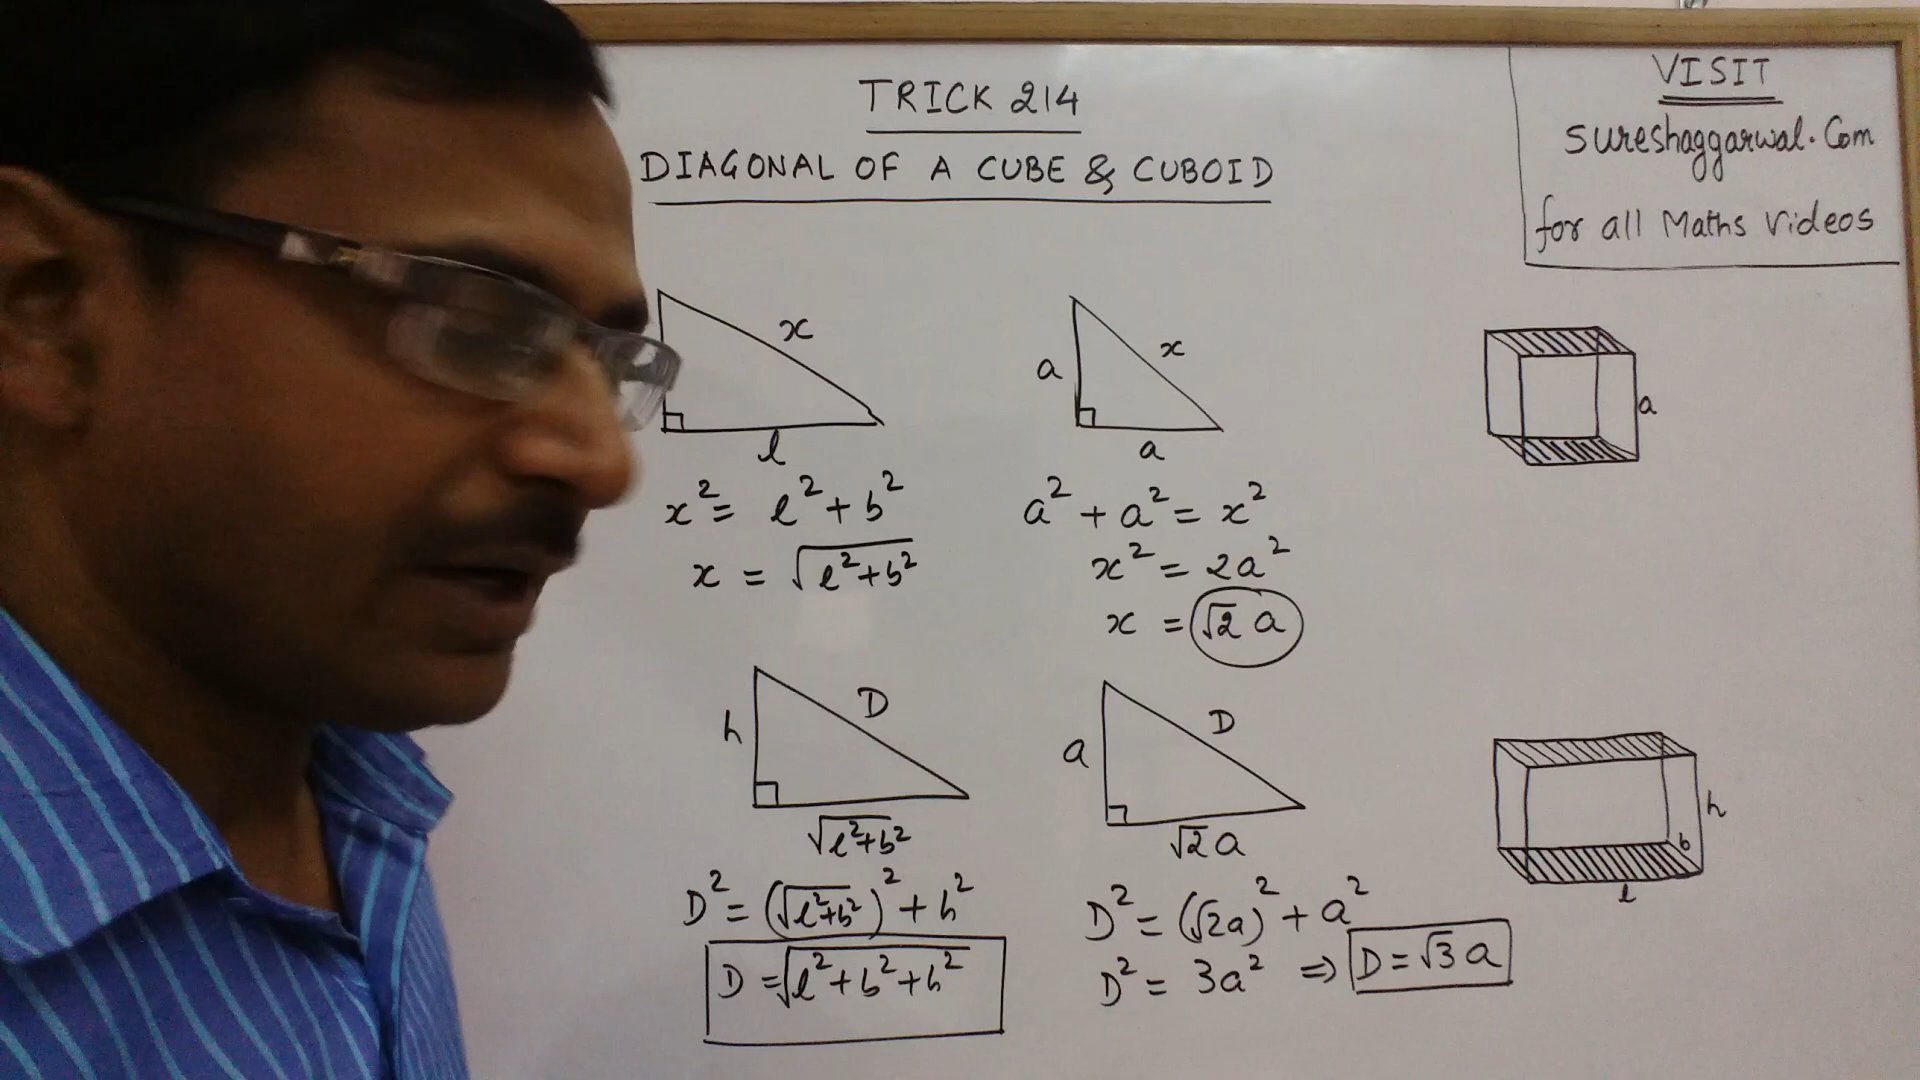 TRICK 214
DIAGONAL OF A CUBE & CUBOID
VISIT
sureshaggarwal.Com
for all Maths Videos
x
l
x² = l² + b²
x = √(l²+b²)
a
x
a
a² + a² = x²
x² = 2a²
x = √2 a
a
h
D
√(l²+b²)
D² = (√(l²+b²))² + h²
D = √(l²+b²+h²)
a
D
√2 a
D² = (√2a)² + a²
D² = 3a² ⇒ D = √3 a
h
b
l